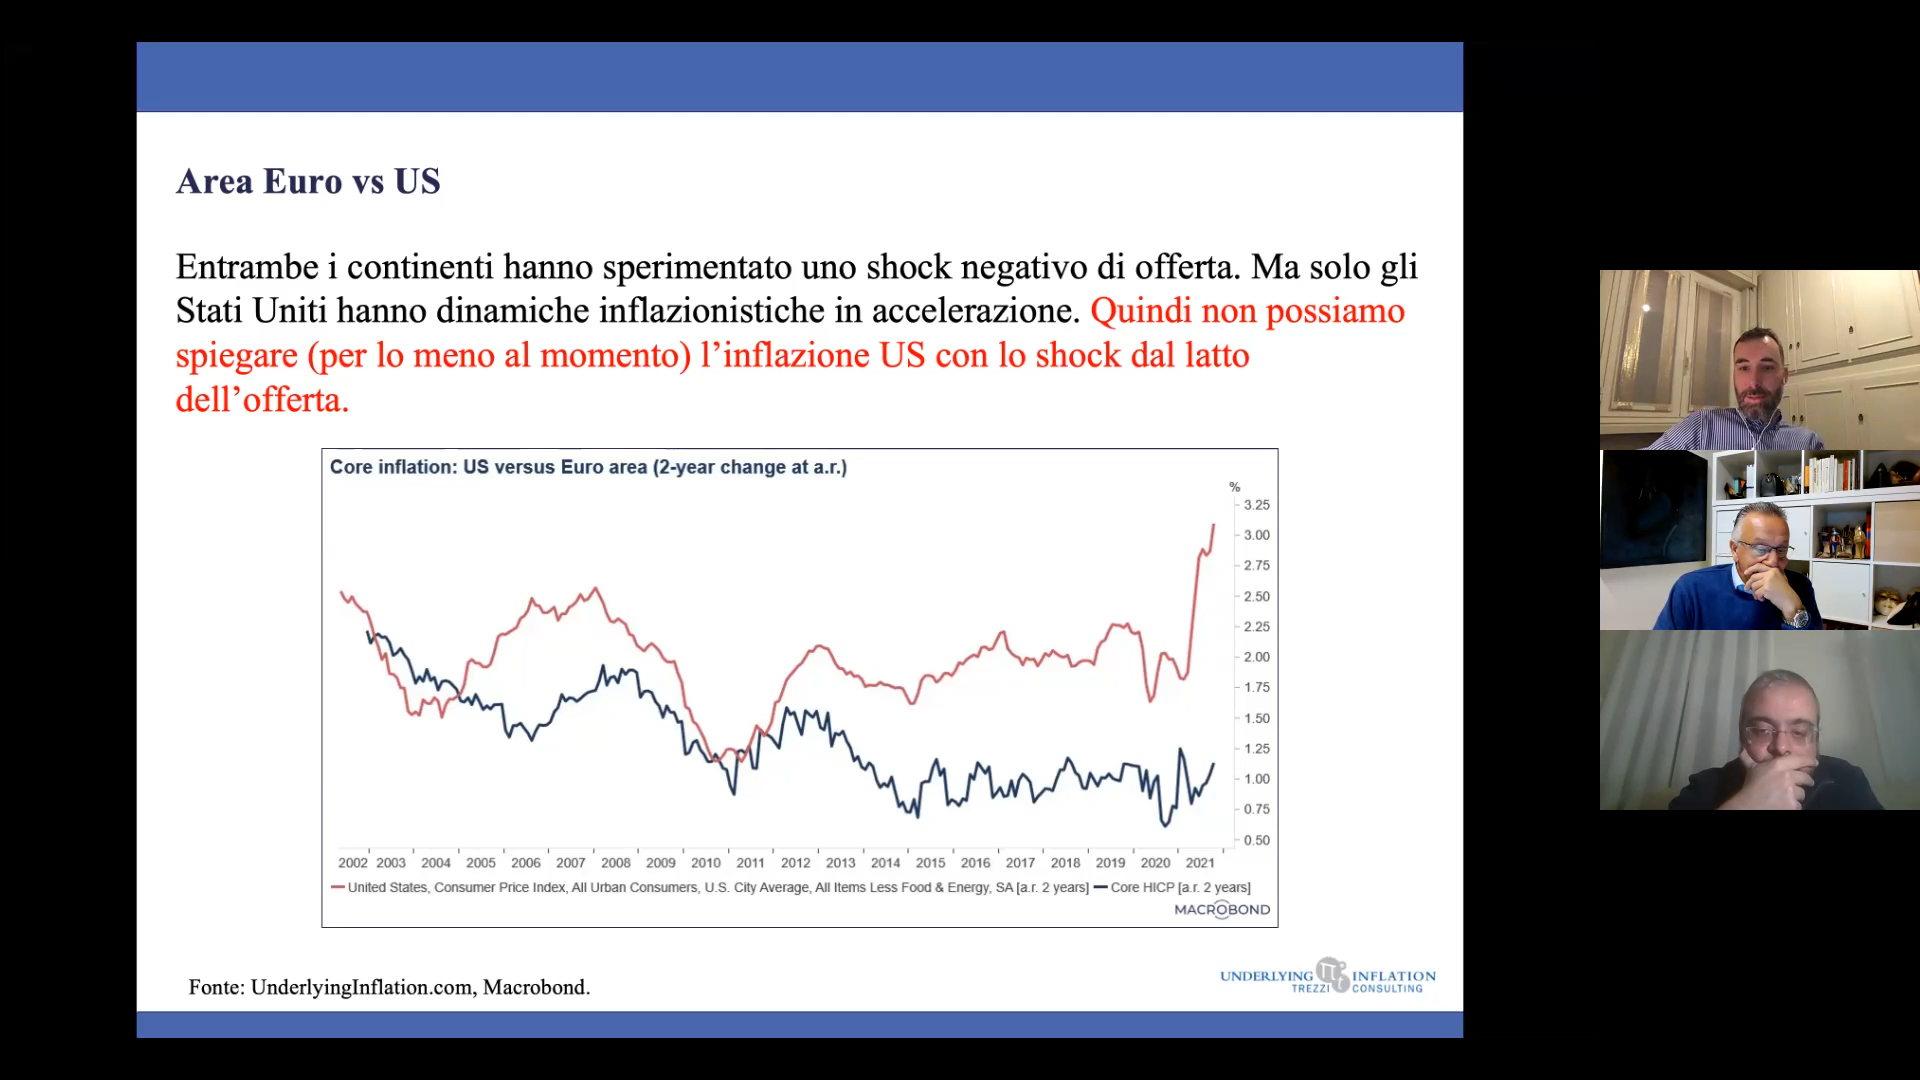 Area Euro vs US
Entrambe i continenti hanno sperimentato uno shock negativo di offerta. Ma solo gli
Stati Uniti hanno dinamiche inflazionistiche in accelerazione. Quindi non possiamo
spiegare (per lo meno al momento) l’inflazione US con lo shock dal latto
dell’offerta.
Core inflation: US versus Euro area (2-year change at a.r.)
%
3.25
3.00
2.75
2.50
2.25
2.00
1.75
1.50
1.25
1.00
0.75
0.50
2002 2003 2004 2005 2006 2007 2008 2009 2010 2011 2012 2013 2014 2015 2016 2017 2018 2019 2020 2021
United States, Consumer Price Index, All Urban Consumers, U.S. City Average, All Items Less Food & Energy, SA [a.r. 2 years] Core HICP [a.r. 2 years]
MACROBOND
Fonte: UnderlyingInflation.com, Macrobond.
UNDERLYING INFLATION
TREZZI CONSULTING